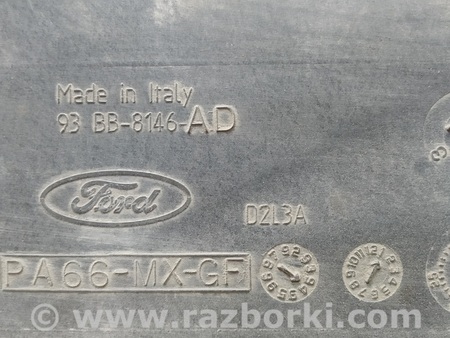 Made in Italy
93 BB-8146-AD
Ford
D2L3A
PA66-MX-GF
www.razborki.com